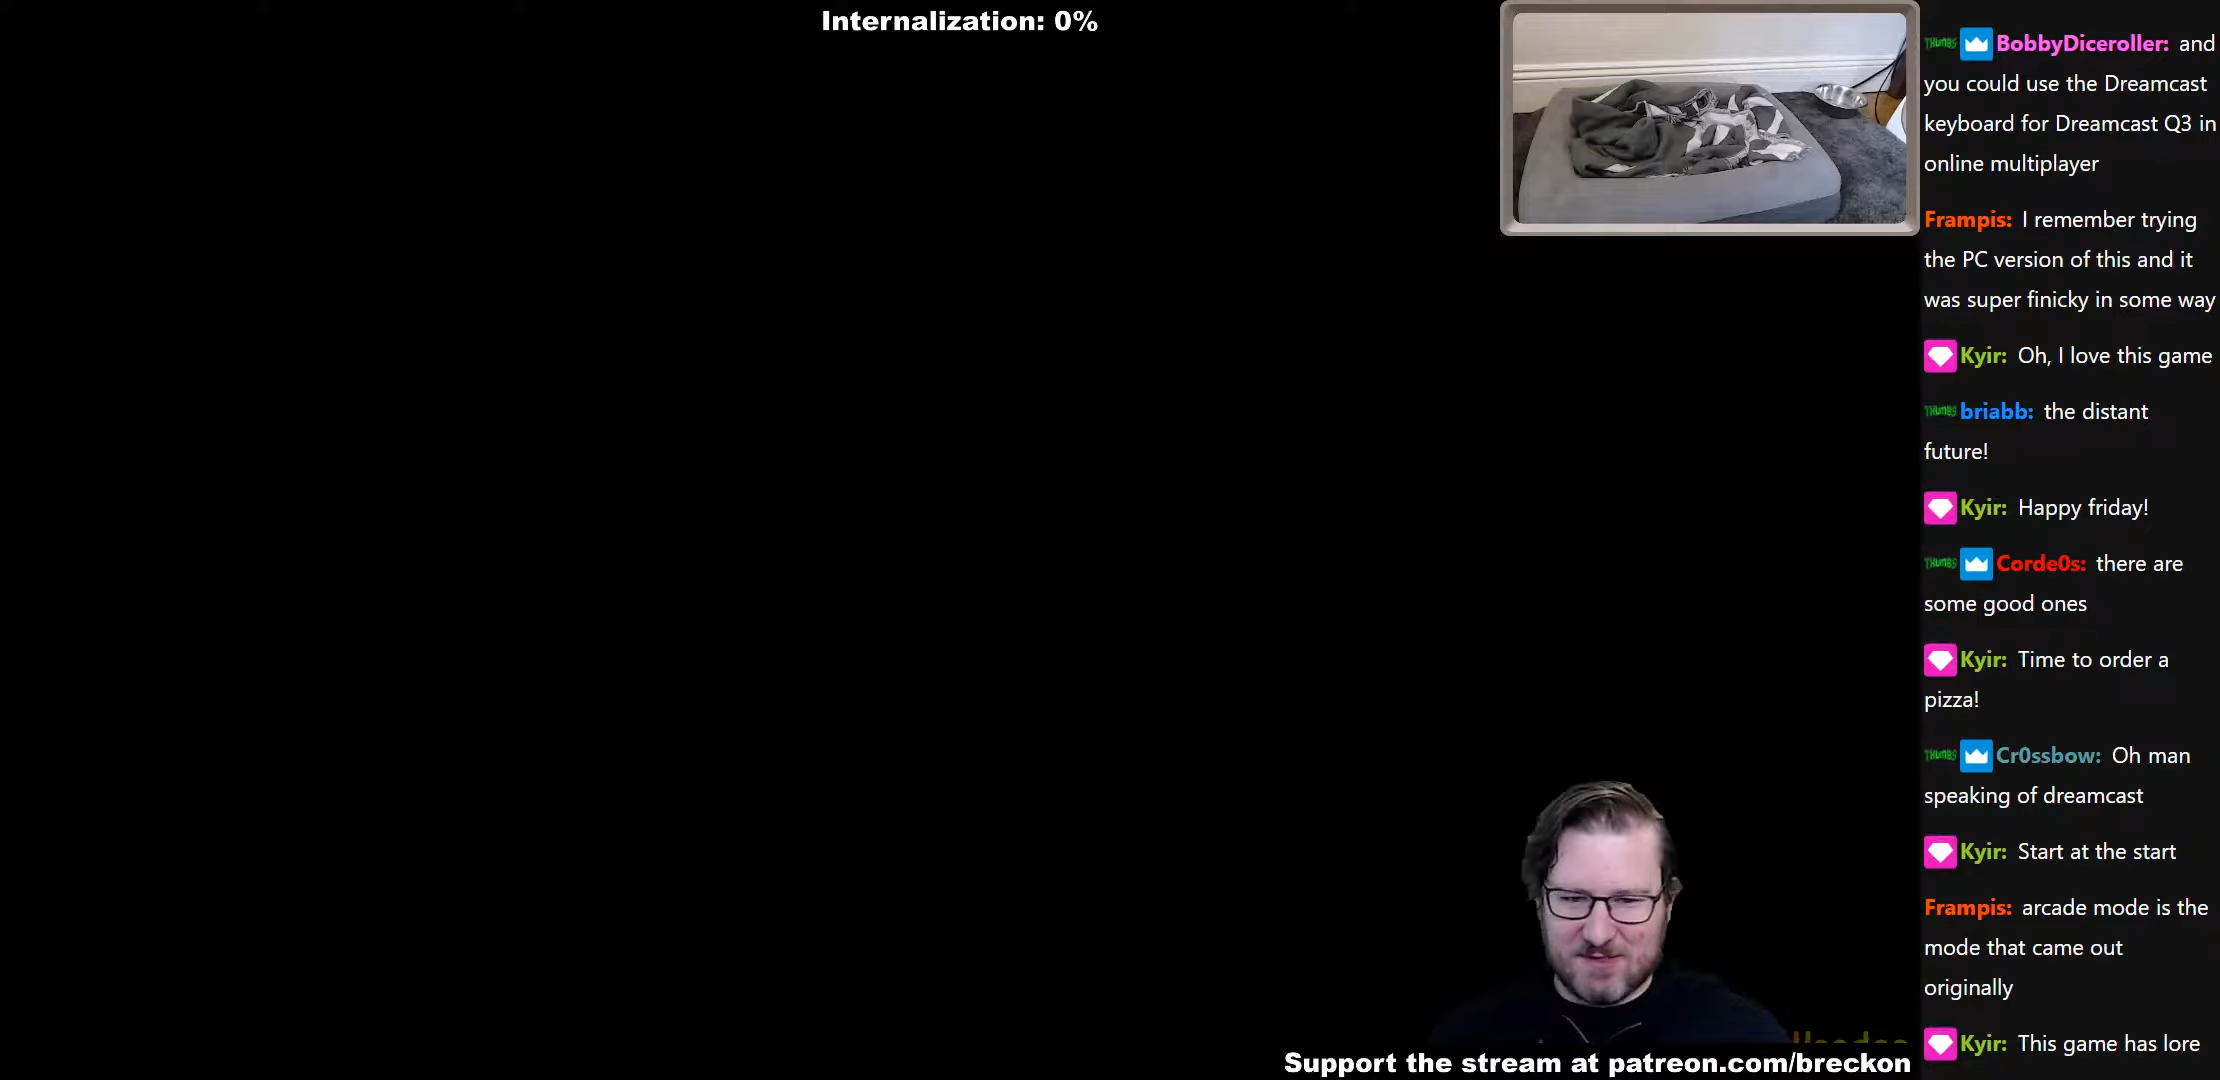 Internalization: 0%
THUMBS BobbyDiceroller: and
you could use the Dreamcast
keyboard for Dreamcast Q3 in
online multiplayer
Frampis: I remember trying
the PC version of this and it
was super finicky in some way
Kyir: Oh, I love this game
THUMBS briabb: the distant
future!
Kyir: Happy friday!
THUMBS Corde0s: there are
some good ones
Kyir: Time to order a
pizza!
THUMBS Cr0ssbow: Oh man
speaking of dreamcast
Kyir: Start at the start
Frampis: arcade mode is the
mode that came out
originally
Kyir: This game has lore
Support the stream at patreon.com/breckon